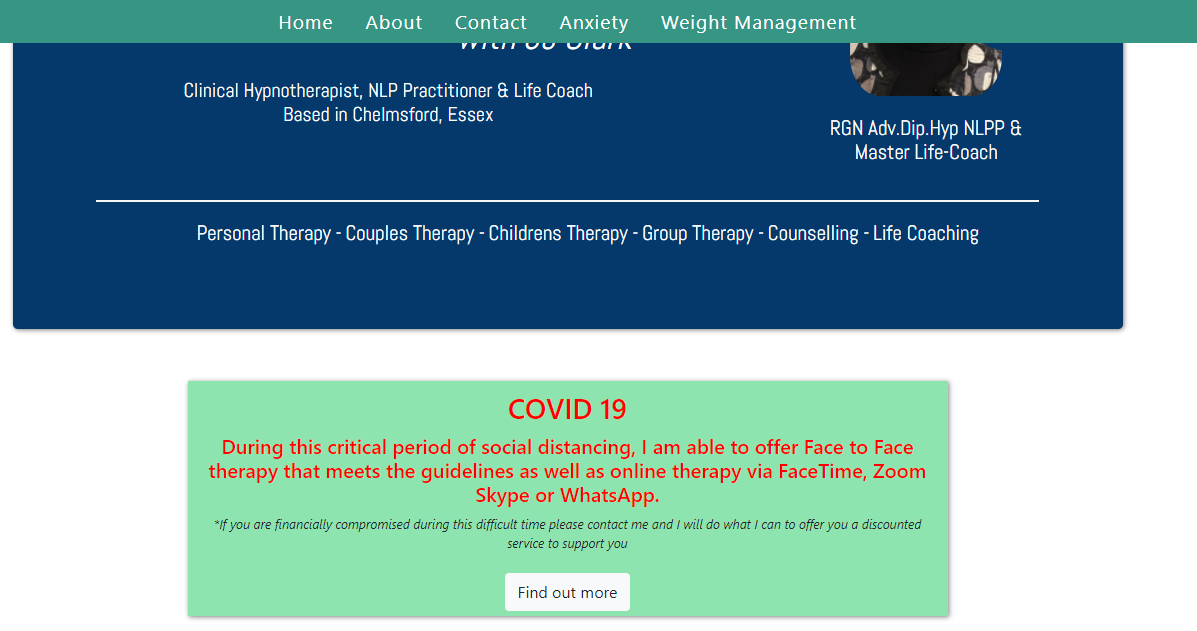 Home About Contact Anxiety Weight Management
with Jo Clark
Clinical Hypnotherapist, NLP Practitioner & Life Coach
Based in Chelmsford, Essex
RGN Adv.Dip.Hyp NLPP &
Master Life-Coach
Personal Therapy - Couples Therapy - Childrens Therapy - Group Therapy - Counselling - Life Coaching
COVID 19
During this critical period of social distancing, I am able to offer Face to Face
therapy that meets the guidelines as well as online therapy via FaceTime, Zoom
Skype or WhatsApp.
*If you are financially compromised during this difficult time please contact me and I will do what I can to offer you a discounted
service to support you
Find out more